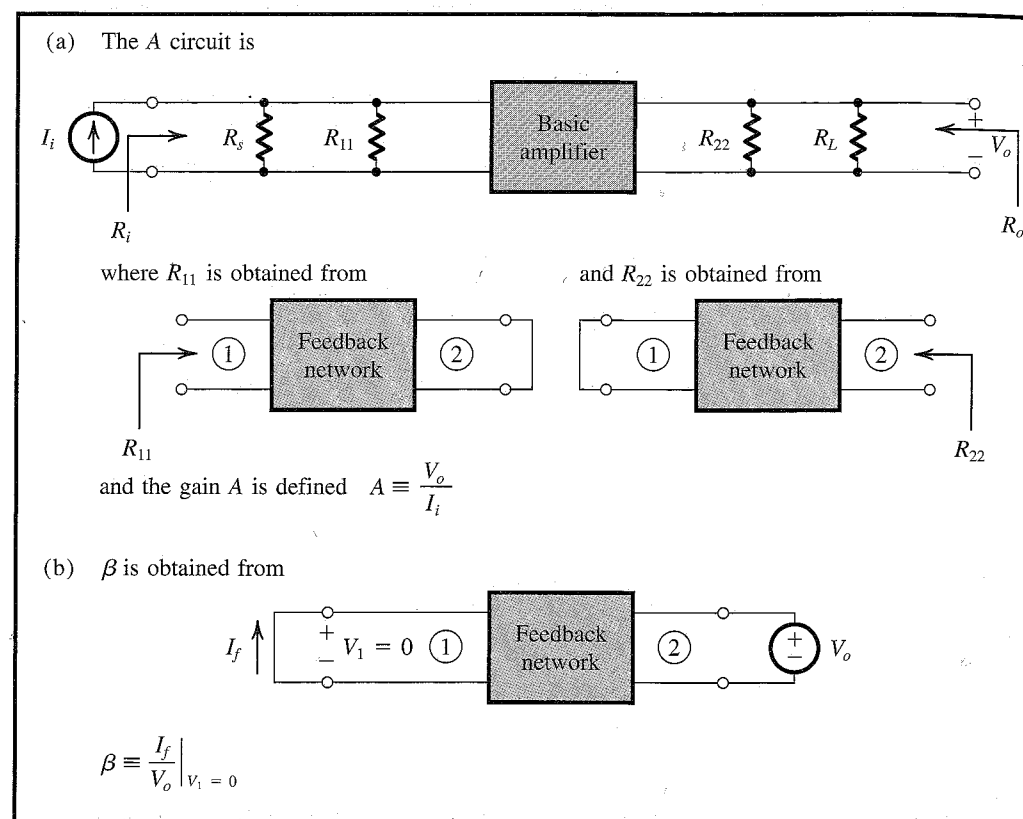 (a) The A circuit is
I_i
R_s
R_11
Basic
amplifier
R_22
R_L
+
V_o
−
R_i
R_o
where R_11 is obtained from
and R_22 is obtained from
1
Feedback
network
2
1
Feedback
network
2
R_11
R_22
and the gain A is defined A ≡ V_o / I_i
(b) β is obtained from
I_f
+
V_1 = 0
−
1
Feedback
network
2
+
−
V_o
β ≡ I_f / V_o |_{V_1 = 0}